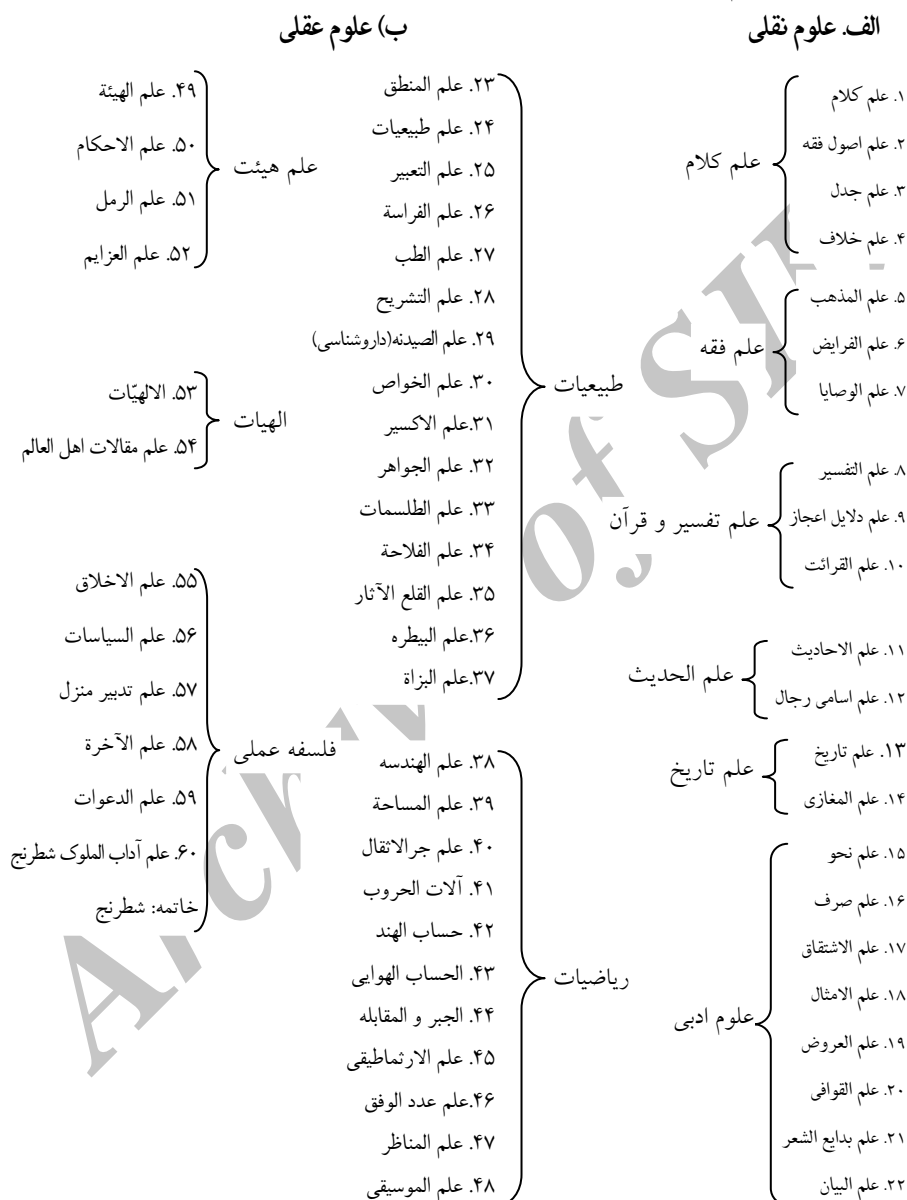 الف. علوم نقلی
۱. علم کلام
۲. علم اصول فقه
۳. علم جدل
۴. علم خلاف
علم کلام
۵. علم المذهب
۶. علم الفرایض
۷. علم الوصایا
علم فقه
۸. علم التفسیر
۹. علم دلایل اعجاز
۱۰. علم القرائت
علم تفسیر و قرآن
۱۱. علم الاحادیث
۱۲. علم اسامی رجال
علم الحدیث
۱۳. علم تاریخ
۱۴. علم المغازی
علم تاریخ
۱۵. علم نحو
۱۶. علم صرف
۱۷. علم الاشتقاق
۱۸. علم الامثال
۱۹. علم العروض
۲۰. علم القوافی
۲۱. علم بدایع الشعر
۲۲. علم البیان
علوم ادبی
ب) علوم عقلی
۲۳. علم المنطق
۲۴. علم طبیعیات
۲۵. علم التعبیر
۲۶. علم الفراسة
۲۷. علم الطب
۲۸. علم التشریح
۲۹. علم الصیدنه(داروشناسی)
۳۰. علم الخواص
۳۱.علم الاکسیر
۳۲. علم الجواهر
۳۳. علم الطلسمات
۳۴. علم الفلاحة
۳۵. علم القلع الآثار
۳۶.علم البیطره
۳۷.علم البزاة
طبیعیات
۳۸. علم الهندسه
۳۹. علم المساحة
۴۰. علم جرالاثقال
۴۱. آلات الحروب
۴۲. حساب الهند
۴۳. الحساب الهوایی
۴۴. الجبر و المقابله
۴۵. علم الارثماطیقی
۴۶.علم عدد الوفق
۴۷. علم المناظر
۴۸. علم الموسیقی
ریاضیات
۴۹. علم الهیئة
۵۰. علم الاحکام
۵۱. علم الرمل
۵۲. علم العزایم
علم هیئت
۵۳. الالهیّات
۵۴. علم مقالات اهل العالم
الهیات
۵۵. علم الاخلاق
۵۶. علم السیاسات
۵۷. علم تدبیر منزل
۵۸. علم الآخرة
۵۹. علم الدعوات
۶۰. علم آداب الملوک شطرنج
خاتمه: شطرنج
فلسفه عملی
Archive of SID